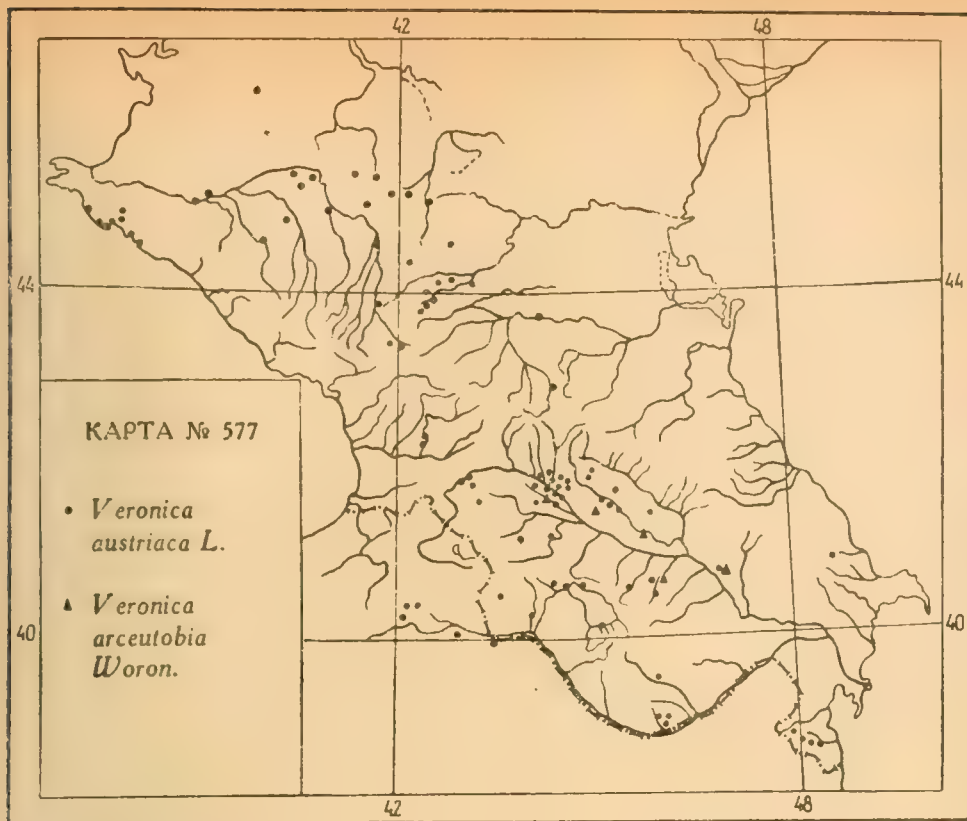 42 48
44 44
КАРТА № 577
Veronica
austriaca L.
Veronica
arceutobia
Woron.
40 40
42 48